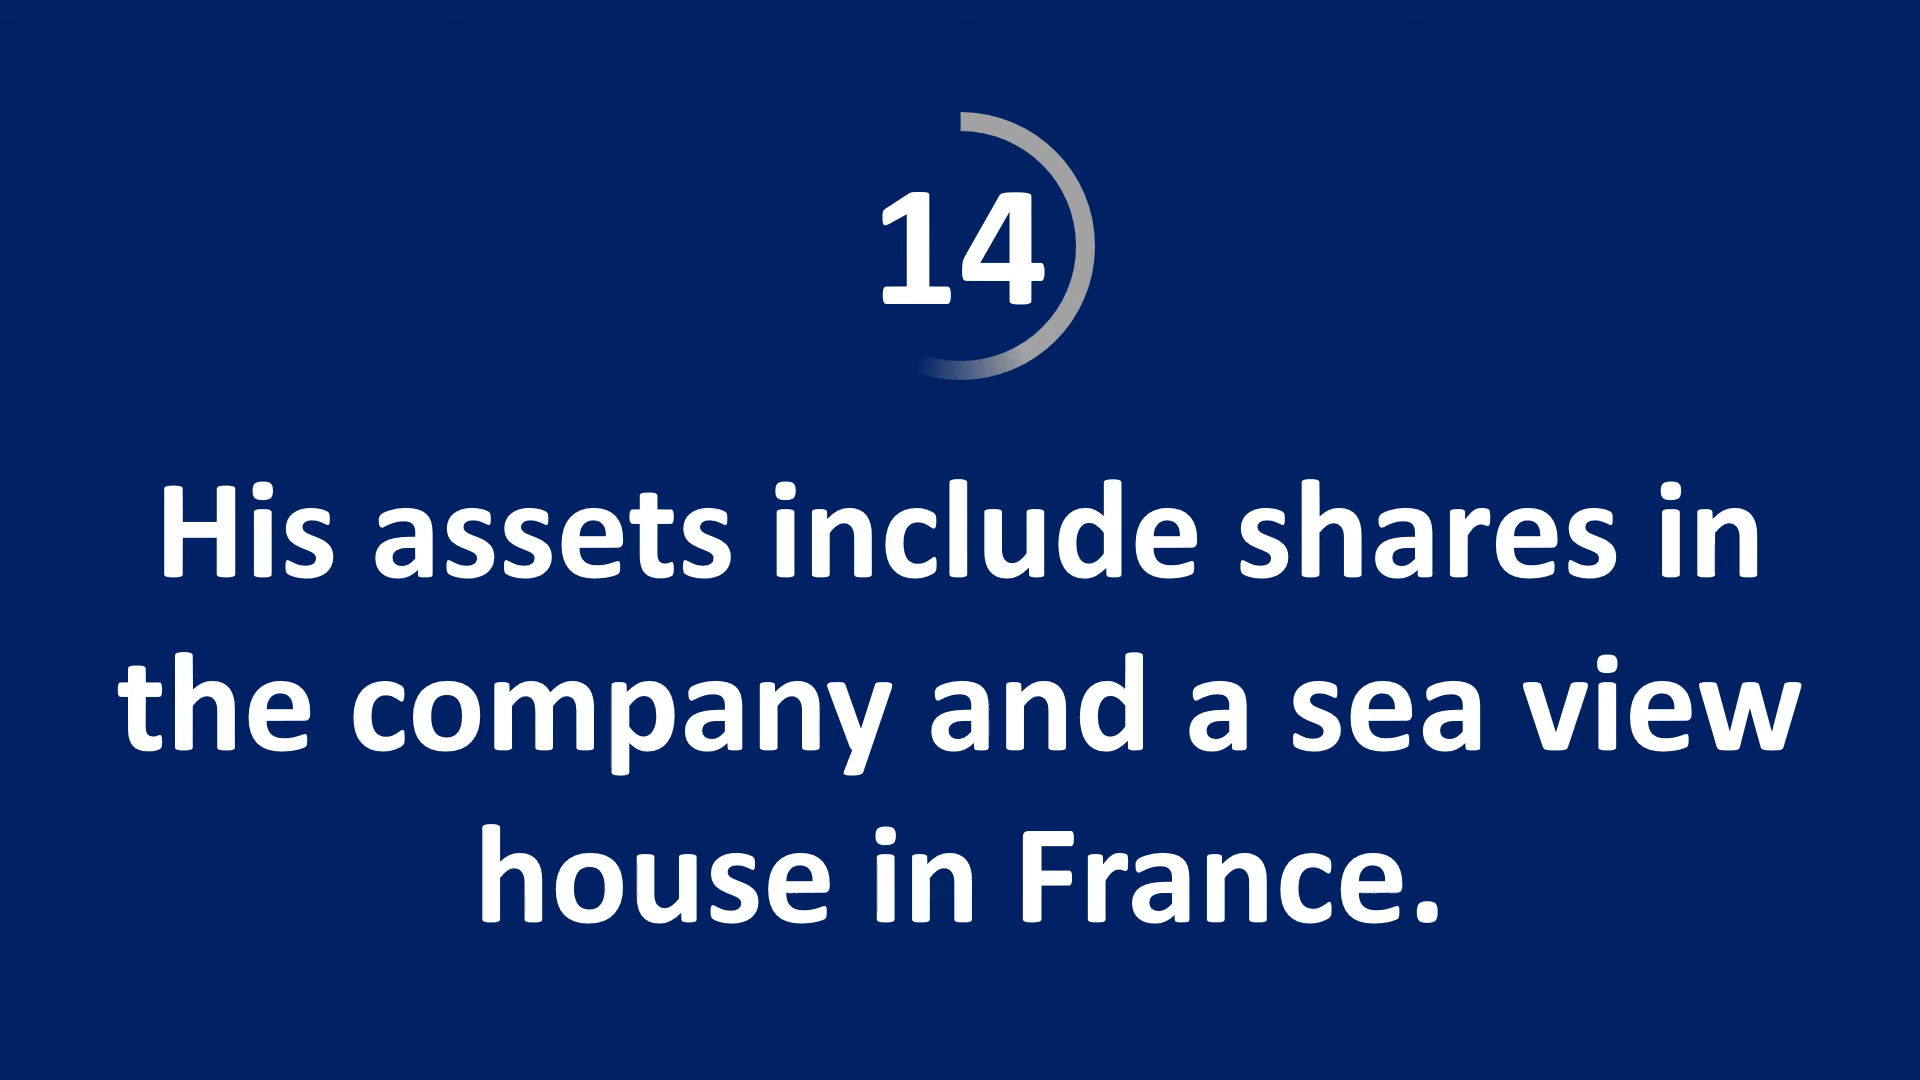 14
His assets include shares in
the company and a sea view
house in France.